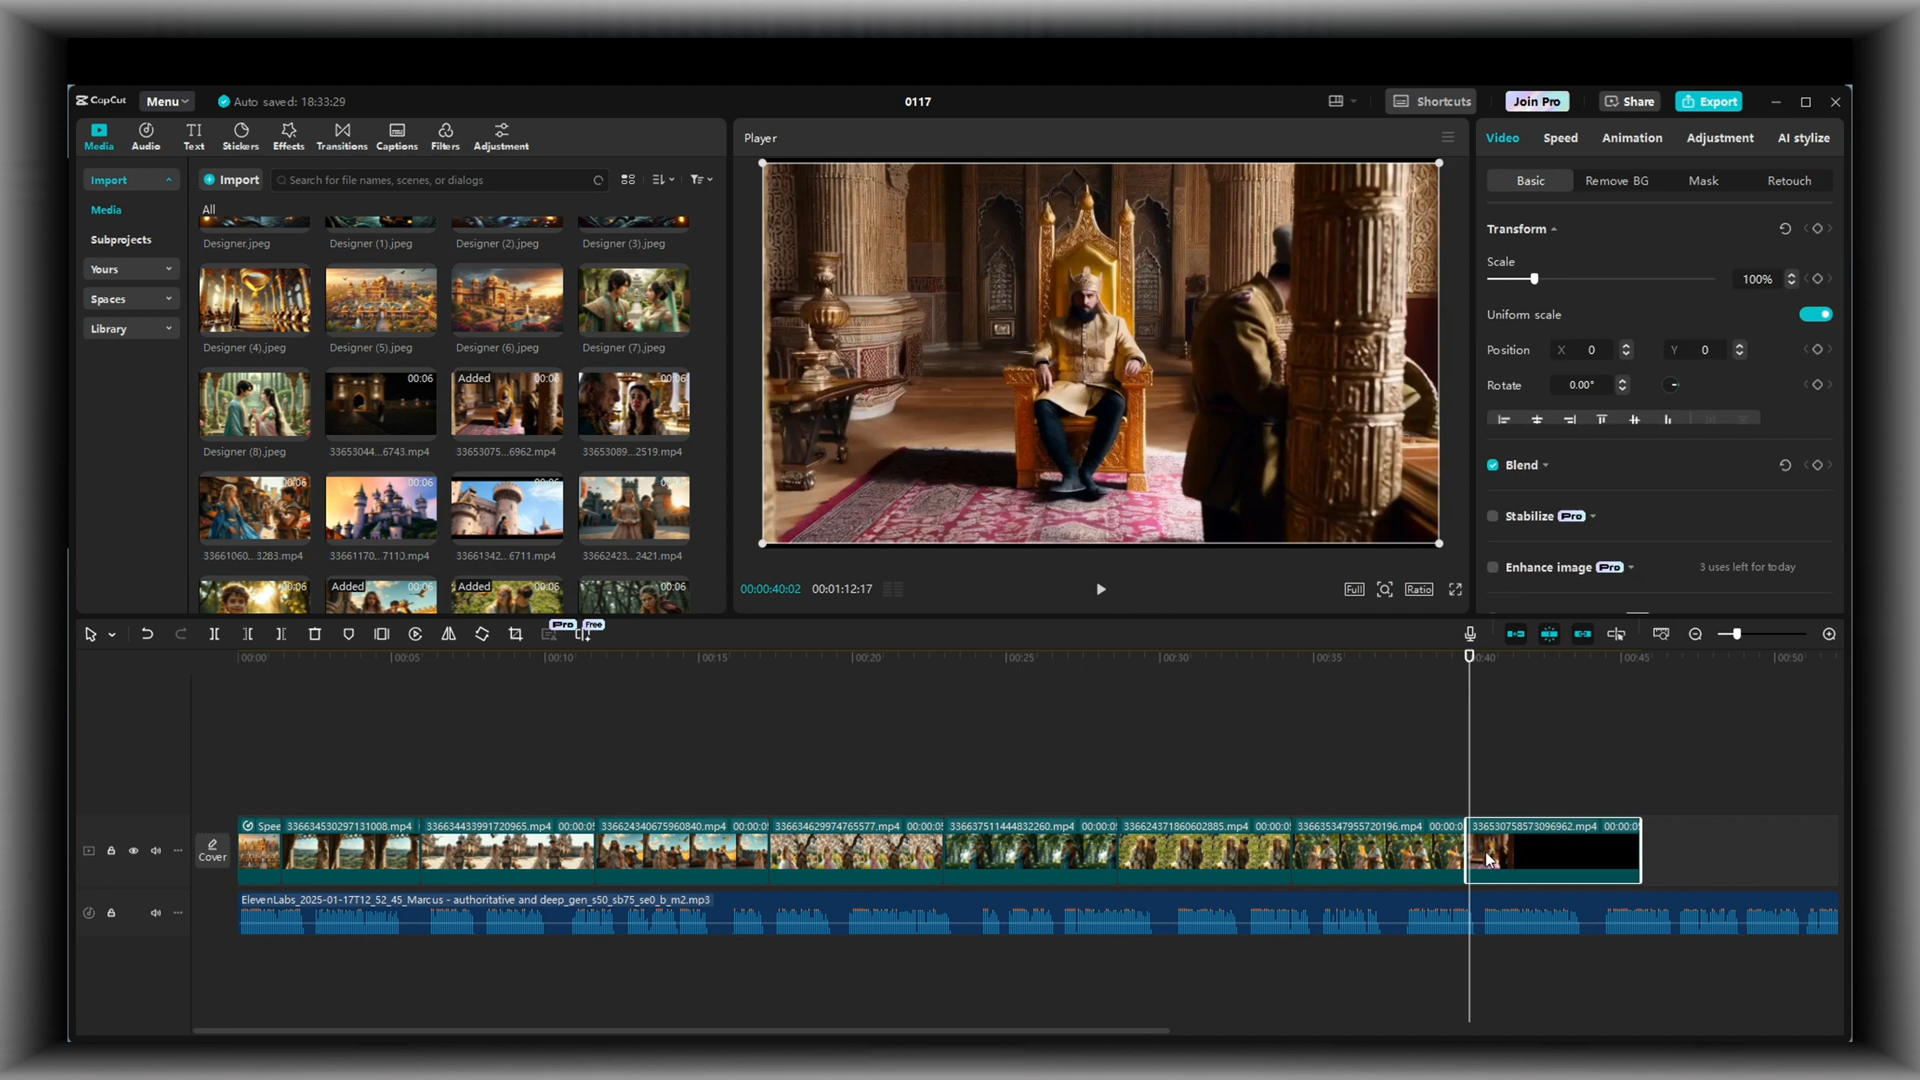 CapCut
Menu
Auto saved: 18:33:29
0117
Shortcuts
Join Pro
Share
Export
Media
Audio
TI
Text
Stickers
Effects
Transitions
Captions
Filters
Adjustment
Player
Video
Speed
Animation
Adjustment
AI stylize
Import
Media
Subprojects
Yours
Spaces
Library
Import
Search for file names, scenes, or dialogs
All
Designer.jpeg
Designer (1).jpeg
Designer (2).jpeg
Designer (3).jpeg
Designer (4).jpeg
Designer (5).jpeg
Designer (6).jpeg
Designer (7).jpeg
00:06
Added
00:06
00:06
Designer (8).jpeg
33653044...6743.mp4
33653075...6962.mp4
33653089...2519.mp4
00:06
00:06
00:06
00:06
33661060...3283.mp4
33661170...7110.mp4
33661342...6711.mp4
33662423...2421.mp4
00:06
Added
00:06
Added
00:06
00:06
Basic
Remove BG
Mask
Retouch
Transform
Scale
100%
Uniform scale
Position
X 0
Y 0
Rotate
0.00°
Blend
Stabilize
Pro
Enhance image
Pro
3 uses left for today
00:00:40:02
00:01:12:17
Full
Ratio
Pro
Free
00:00
00:05
00:10
00:15
00:20
00:25
00:30
00:35
00:40
00:45
00:50
Cover
Spee
336634530297131008.mp4
336634433991720965.mp4 00:00:05
336624340675960840.mp4 00:00:05
336634629974765577.mp4 00:00:05
336637511444832260.mp4 00:00:05
336624371860602885.mp4 00:00:05
336635347955720196.mp4 00:00:05
336530758573096962.mp4 00:00:05
ElevenLabs_2025-01-17T12_52_45_Marcus - authoritative and deep_gen_s50_sb75_se0_b_m2.mp3